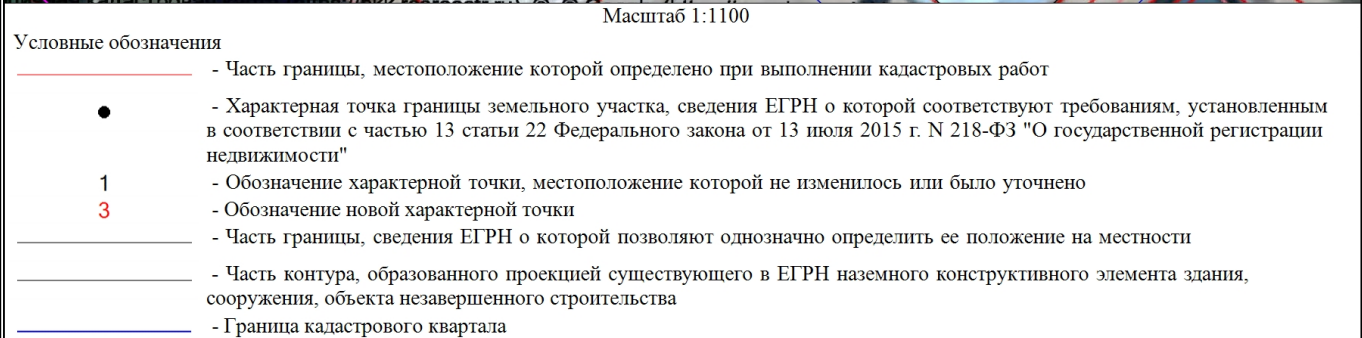 Масштаб 1:1100
Условные обозначения
- Часть границы, местоположение которой определено при выполнении кадастровых работ
- Характерная точка границы земельного участка, сведения ЕГРН о которой соответствуют требованиям, установленным
в соответствии с частью 13 статьи 22 Федерального закона от 13 июля 2015 г. N 218-ФЗ "О государственной регистрации
недвижимости"
1 - Обозначение характерной точки, местоположение которой не изменилось или было уточнено
3 - Обозначение новой характерной точки
- Часть границы, сведения ЕГРН о которой позволяют однозначно определить ее положение на местности
- Часть контура, образованного проекцией существующего в ЕГРН наземного конструктивного элемента здания,
сооружения, объекта незавершенного строительства
- Граница кадастрового квартала